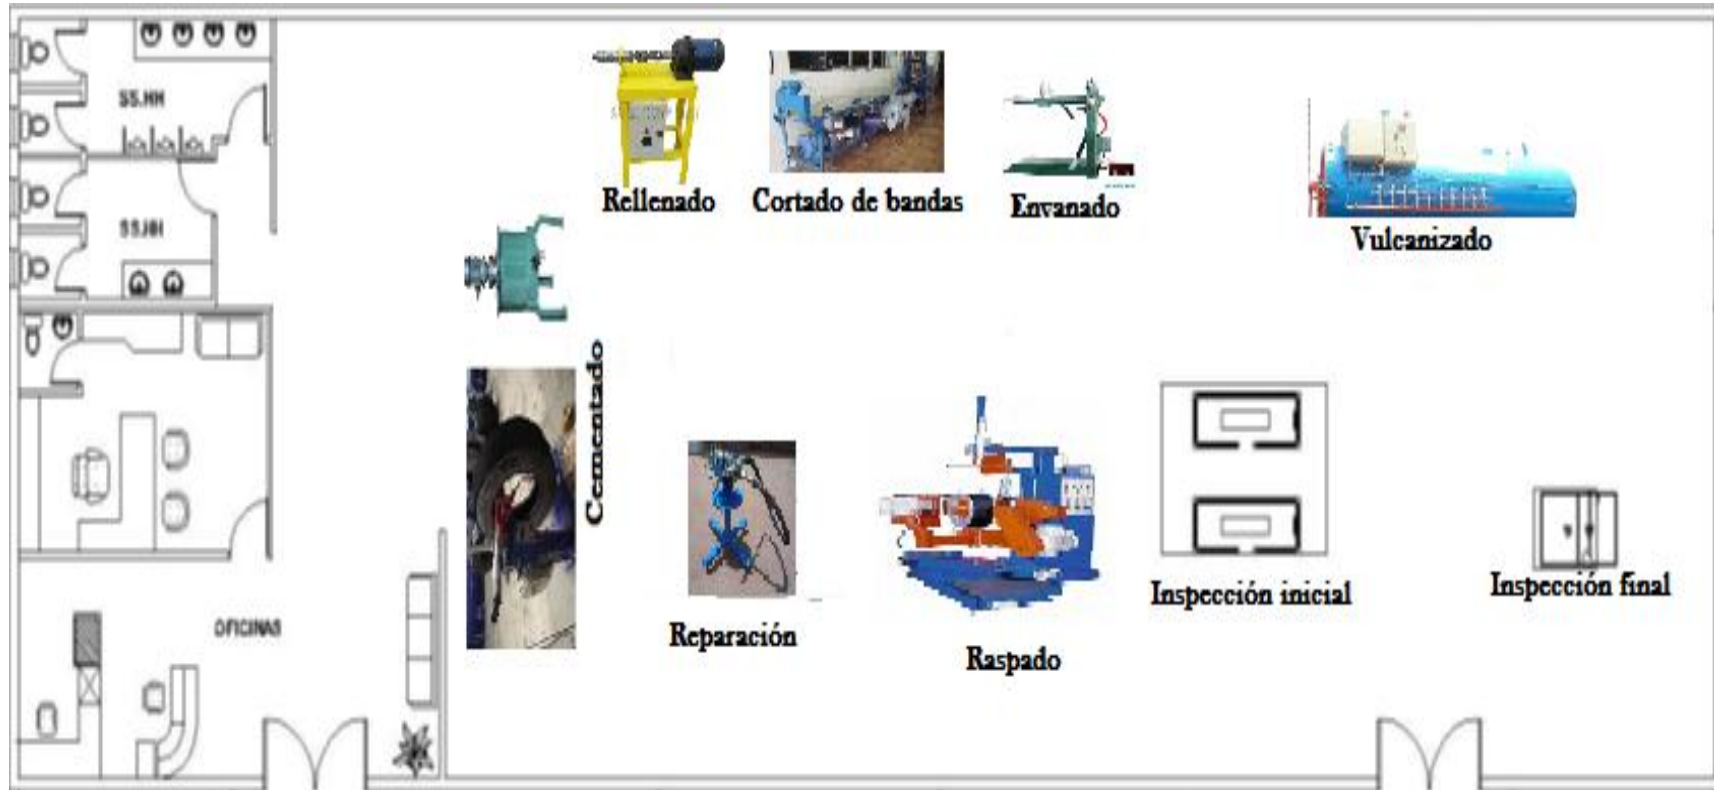 SS.HH
SS.HH
OFICINAS
Rellenado
Cortado de bandas
Envanado
Vulcanizado
Cementado
Reparación
Raspado
Inspección inicial
Inspección final